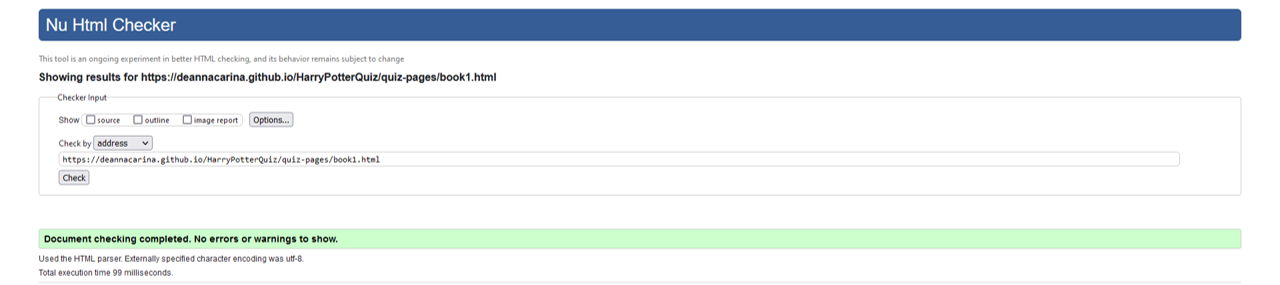 Nu Html Checker
This tool is an ongoing experiment in better HTML checking, and its behavior remains subject to change
Showing results for https://deannacarina.github.io/HarryPotterQuiz/quiz-pages/book1.html
Checker Input
Show source outline image report Options...
Check by address
https://deannacarina.github.io/HarryPotterQuiz/quiz-pages/book1.html
Check
Document checking completed. No errors or warnings to show.
Used the HTML parser. Externally specified character encoding was utf-8.
Total execution time 99 milliseconds.